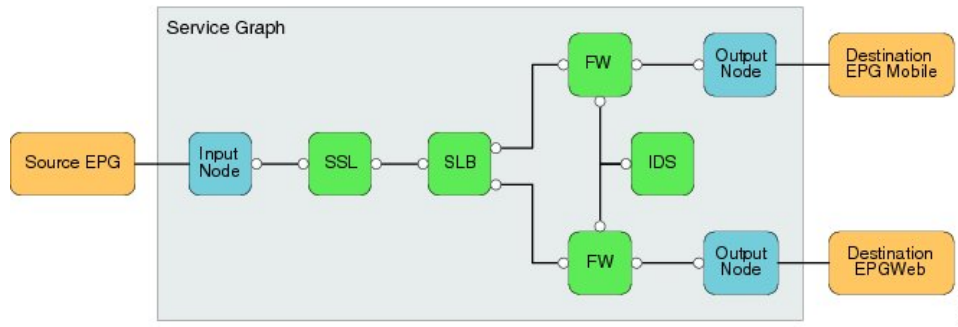 Service Graph
FW
Output
Node
Destination
EPG Mobile
Source EPG
Input
Node
SSL
SLB
IDS
FW
Output
Node
Destination
EPGWeb